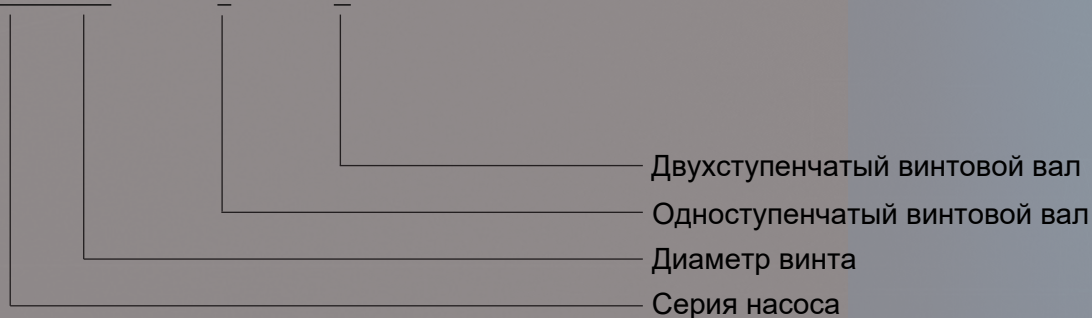 Двухступенчатый винтовой вал
Одноступенчатый винтовой вал
Диаметр винта
Серия насоса